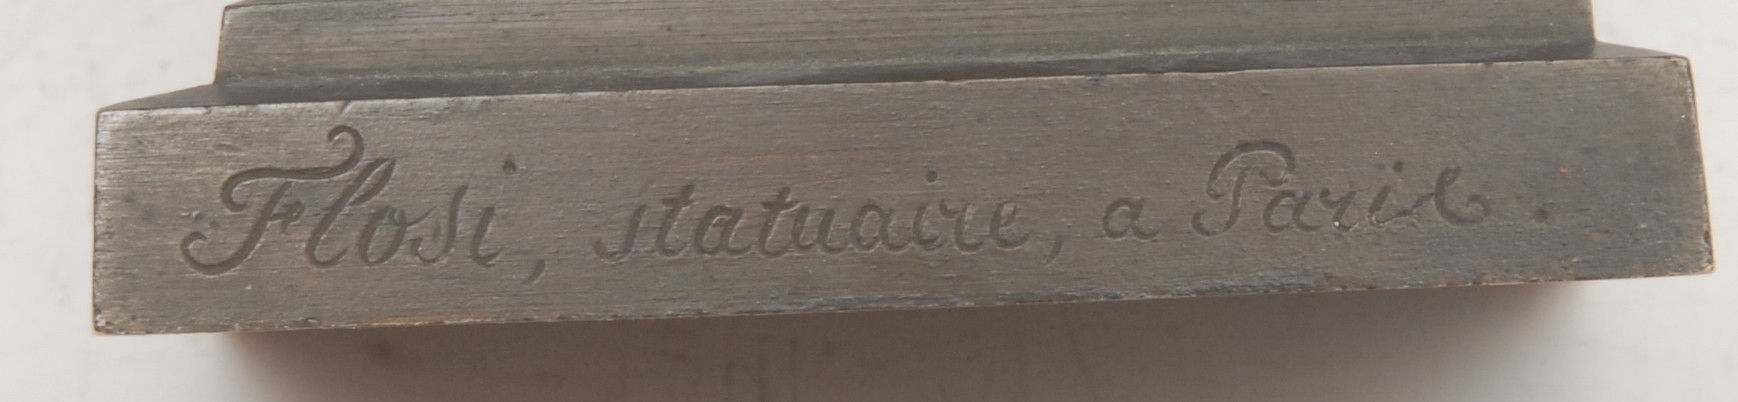 Flosi, statuaire, a Paris.